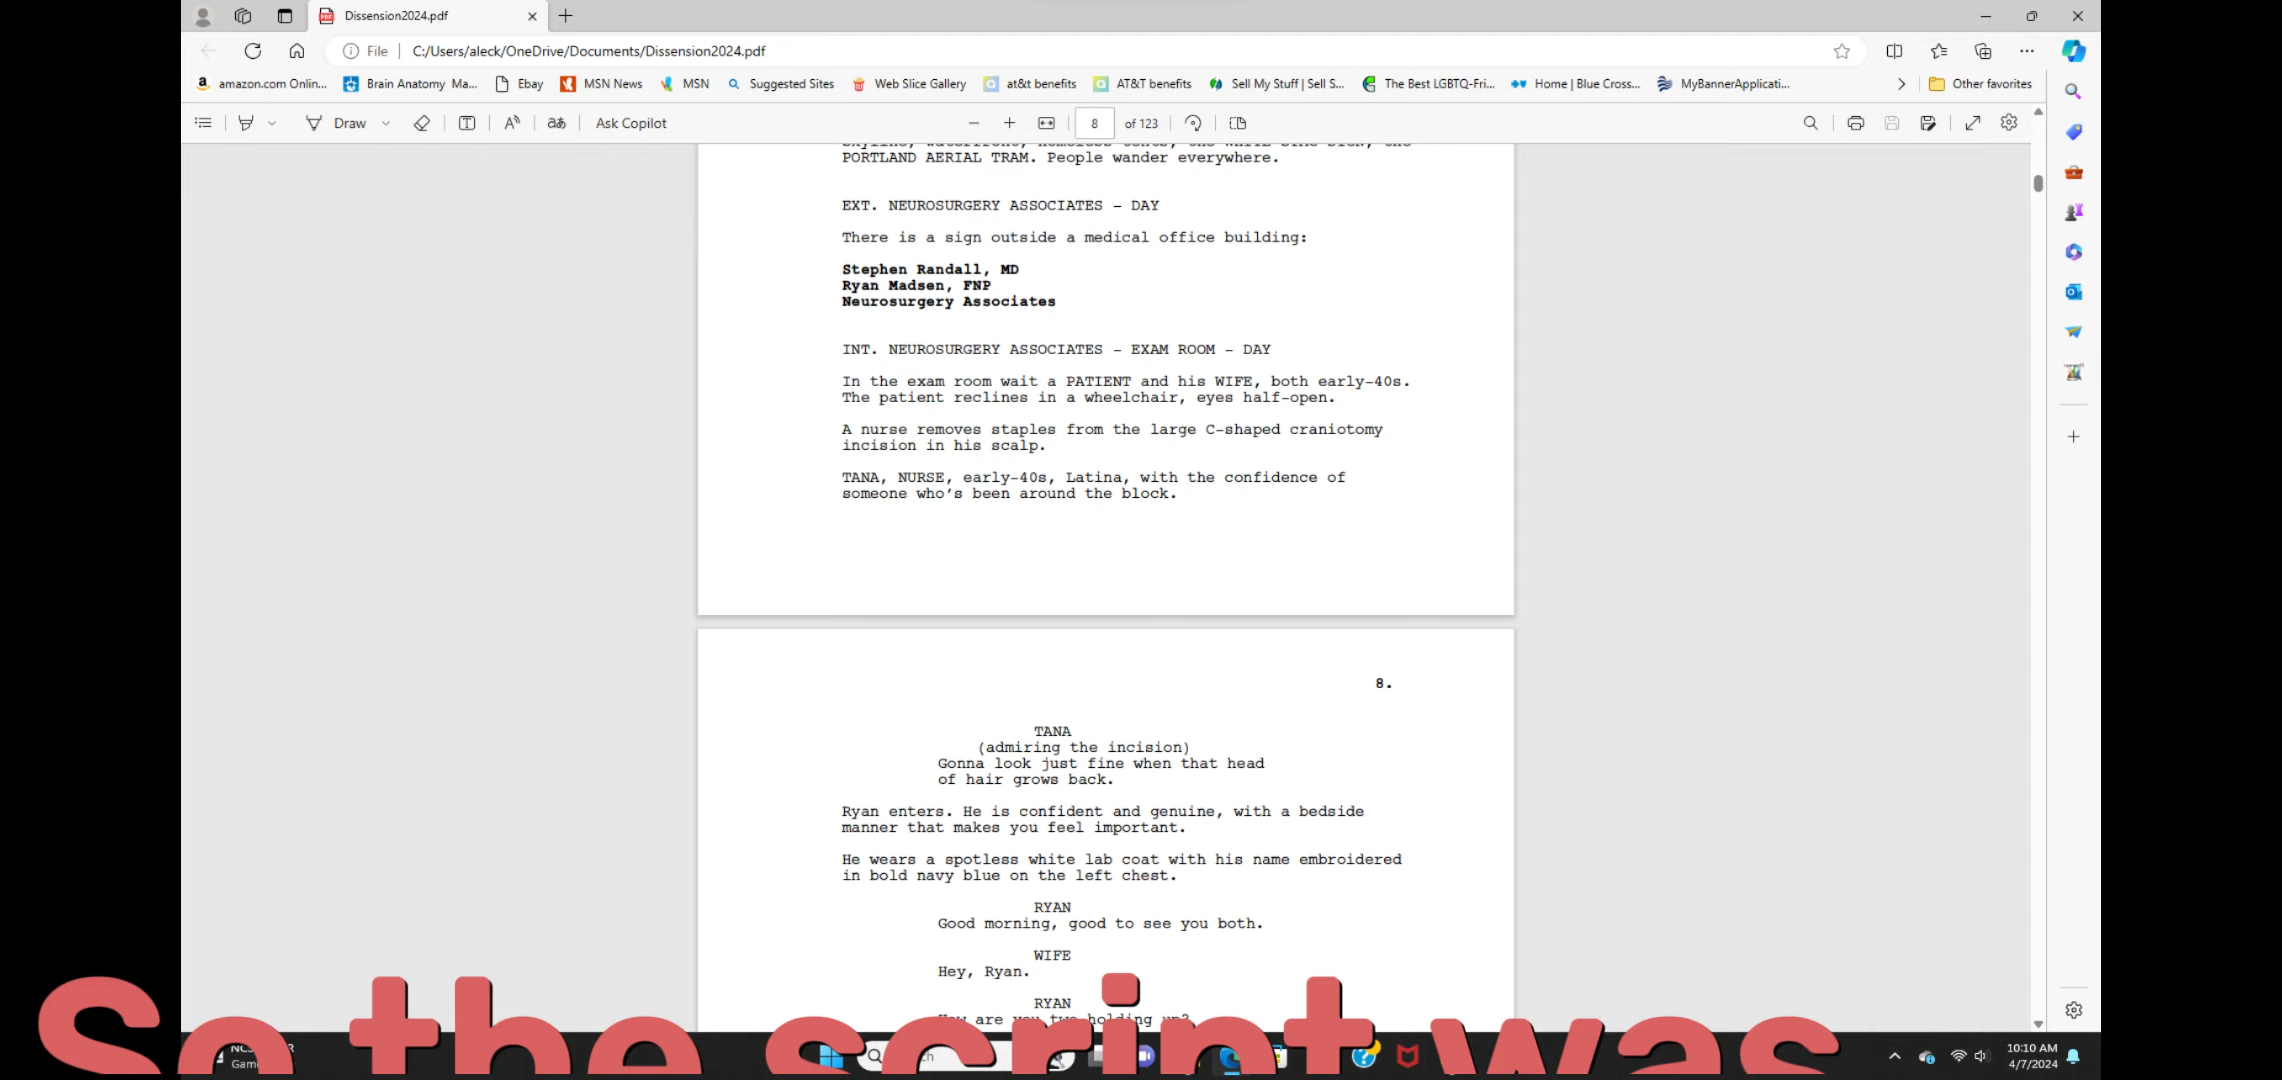 Dissension2024.pdf
File C:/Users/aleck/OneDrive/Documents/Dissension2024.pdf
amazon.com Onlin... Brain Anatomy Ma... Ebay MSN News MSN Suggested Sites Web Slice Gallery at&t benefits AT&T benefits Sell My Stuff | Sell S... The Best LGBTQ-Fri... Home | Blue Cross... MyBannerApplicati... Other favorites
Draw Ask Copilot 8 of 123
PORTLAND AERIAL TRAM. People wander everywhere.
EXT. NEUROSURGERY ASSOCIATES - DAY
There is a sign outside a medical office building:
Stephen Randall, MD
Ryan Madsen, FNP
Neurosurgery Associates
INT. NEUROSURGERY ASSOCIATES - EXAM ROOM - DAY
In the exam room wait a PATIENT and his WIFE, both early-40s.
The patient reclines in a wheelchair, eyes half-open.
A nurse removes staples from the large C-shaped craniotomy
incision in his scalp.
TANA, NURSE, early-40s, Latina, with the confidence of
someone who's been around the block.
8.
TANA
(admiring the incision)
Gonna look just fine when that head
of hair grows back.
Ryan enters. He is confident and genuine, with a bedside
manner that makes you feel important.
He wears a spotless white lab coat with his name embroidered
in bold navy blue on the left chest.
RYAN
Good morning, good to see you both.
WIFE
Hey, Ryan.
RYAN
How are you two holding up?
So the script was
10:10 AM
4/7/2024